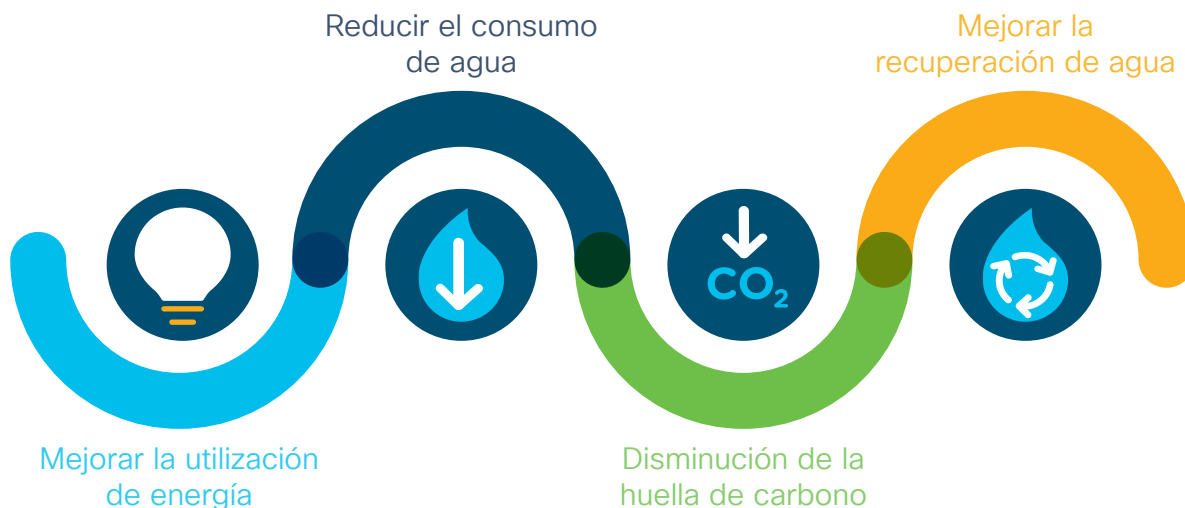 Reducir el consumo
de agua
Mejorar la
recuperación de agua
CO₂
Mejorar la utilización
de energía
Disminución de la
huella de carbono